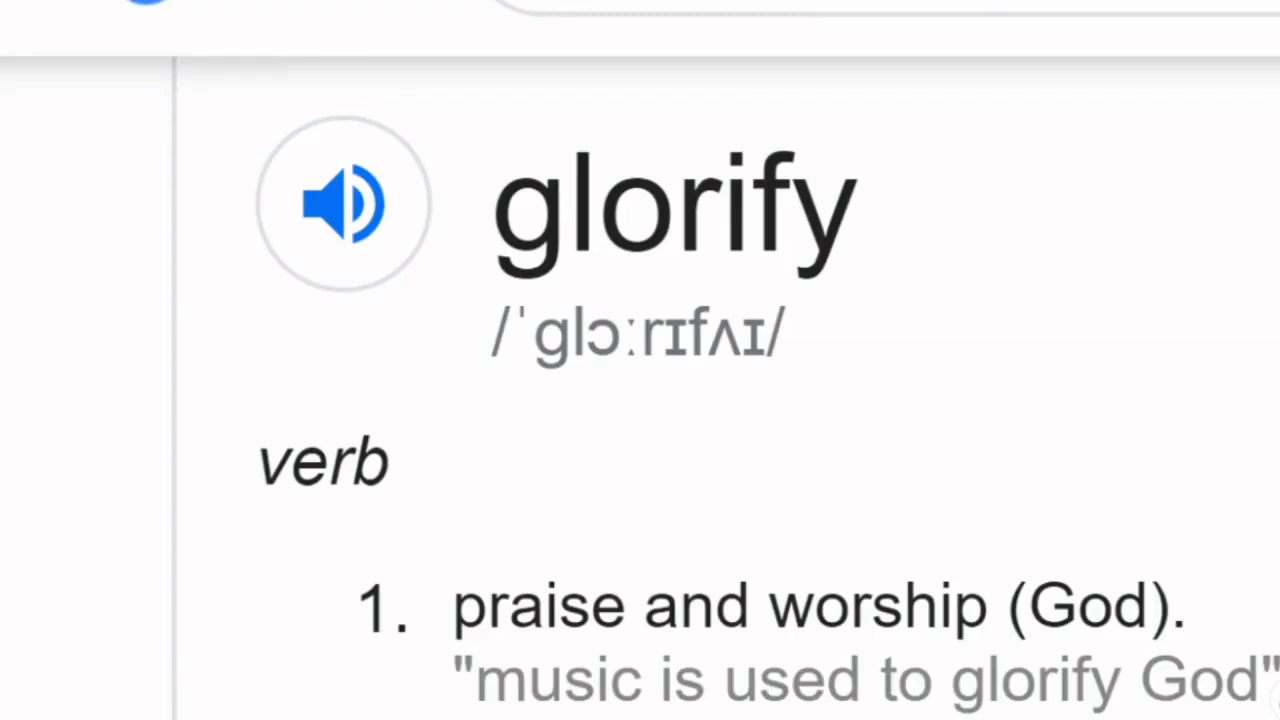 glorify
/ˈɡlɔːrɪfʌɪ/
verb
1. praise and worship (God).
"music is used to glorify God"